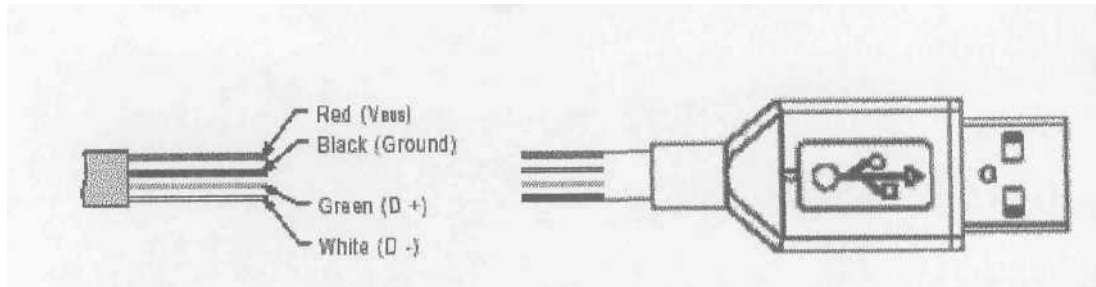 Red (VBUS)
Black (Ground)
Green (D +)
White (D -)